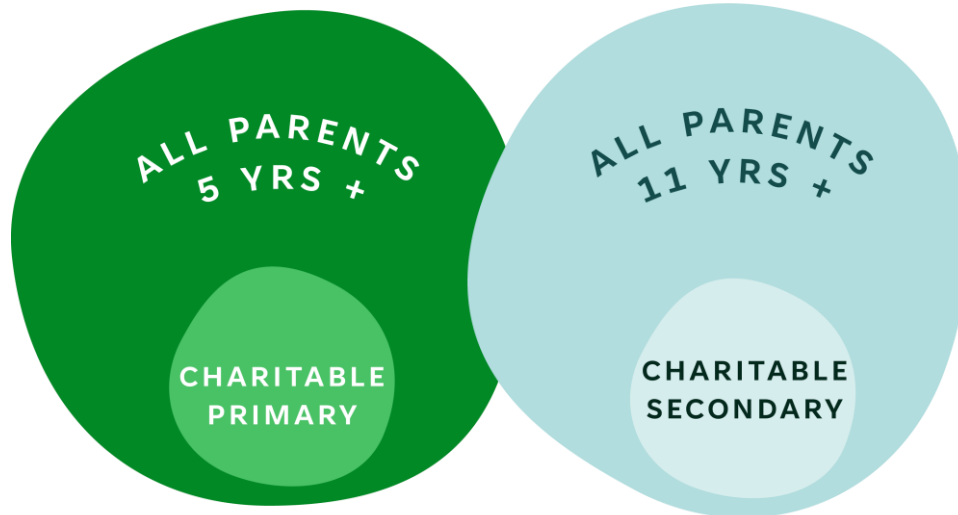 ALL PARENTS
5 YRS +
CHARITABLE
PRIMARY
ALL PARENTS
11 YRS +
CHARITABLE
SECONDARY